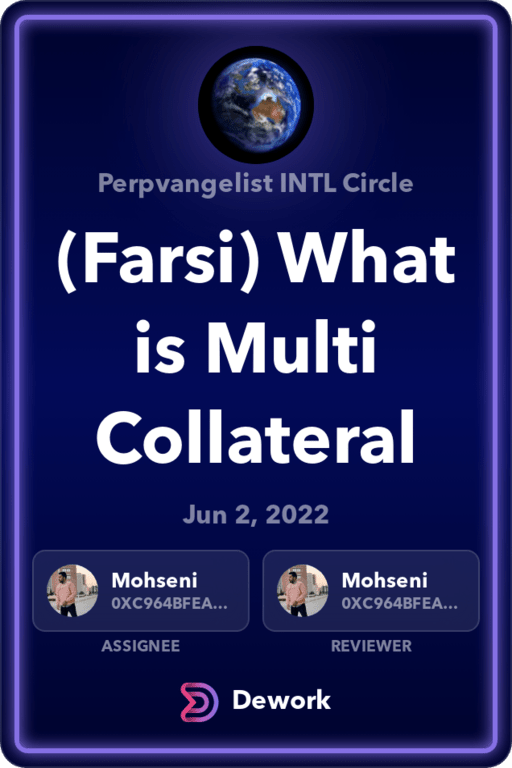 Perpvangelist INTL Circle
(Farsi) What
is Multi
Collateral
Jun 2, 2022
Mohseni
0XC964BFEA...
ASSIGNEE
Mohseni
0XC964BFEA...
REVIEWER
Dework